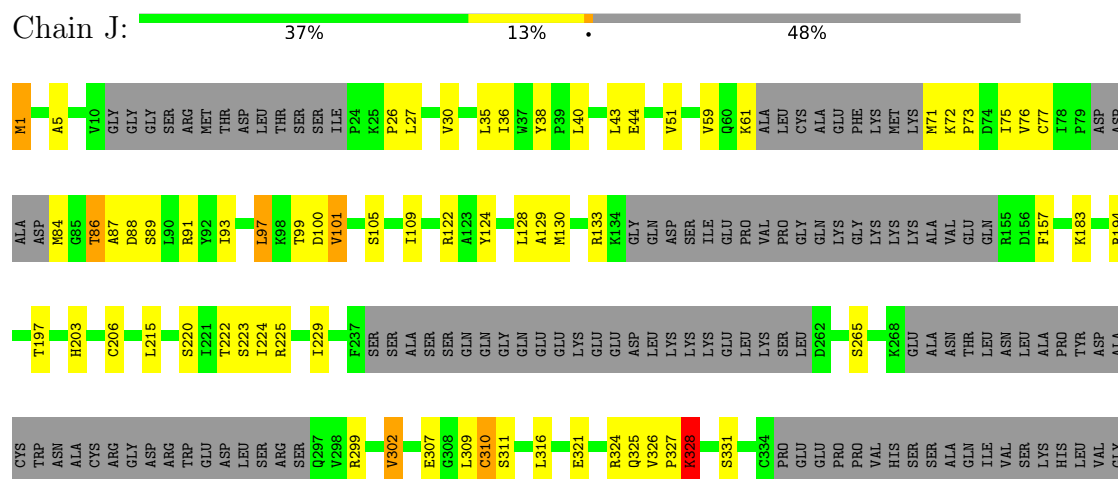 Chain J: 37% 13% • 48%
M1 A5 V10 GLY GLY GLY SER ARG MET THR ASP LEU THR SER SER ILE P24 K25 P26 L27 V30 L35 I36 W37 Y38 P39 L40 L43 E44 V51 V59 Q60 K61 ALA LEU CYS ALA GLU PHE LYS MET LYS M71 K72 P73 D74 I75 V76 C77 I78 P79 ASP ASP
ALA ASP M84 G85 T86 A87 D88 S89 L90 R91 Y92 I93 L97 K98 T99 D100 V101 S105 I109 R122 A123 Y124 L128 A129 M130 R133 K134 GLY GLN ASP SER ILE GLU PRO VAL PRO GLY GLN LYS GLY LYS LYS LYS ALA VAL GLU GLN R155 D156 F157 K183 R194
T197 H203 C206 L215 S220 I221 T222 S223 I224 R225 I229 F237 SER SER ALA SER SER GLN GLN GLY GLN GLU GLU LYS GLU GLU ASP LEU LYS LYS LYS GLU LEU LYS SER LEU D262 S265 K268 GLU ALA ASN THR LEU ASN LEU ALA PRO TYR ASP ALA
CYS TRP ASN ALA CYS ARG GLY ASP ARG TRP GLU ASP LEU SER ARG SER Q297 V298 R299 V302 E307 G308 L309 C310 S311 L316 E321 R324 Q325 V326 P327 K328 S331 C334 PRO GLU GLU PRO PRO VAL HIS SER SER ALA GLN ILE VAL SER LYS HIS LEU VAL GLY